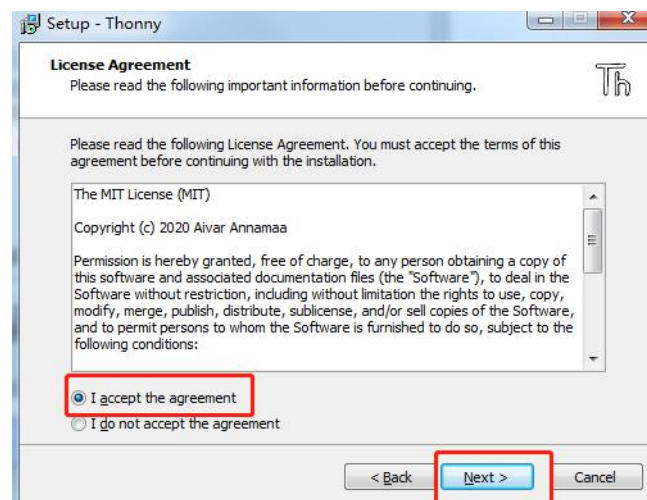 Setup - Thonny
License Agreement
Please read the following important information before continuing.
Th
Please read the following License Agreement. You must accept the terms of this
agreement before continuing with the installation.
The MIT License (MIT)
Copyright (c) 2020 Aivar Annamaa
Permission is hereby granted, free of charge, to any person obtaining a copy of
this software and associated documentation files (the "Software"), to deal in the
Software without restriction, including without limitation the rights to use, copy,
modify, merge, publish, distribute, sublicense, and/or sell copies of the Software,
and to permit persons to whom the Software is furnished to do so, subject to the
following conditions:
I accept the agreement
I do not accept the agreement
< Back Next > Cancel